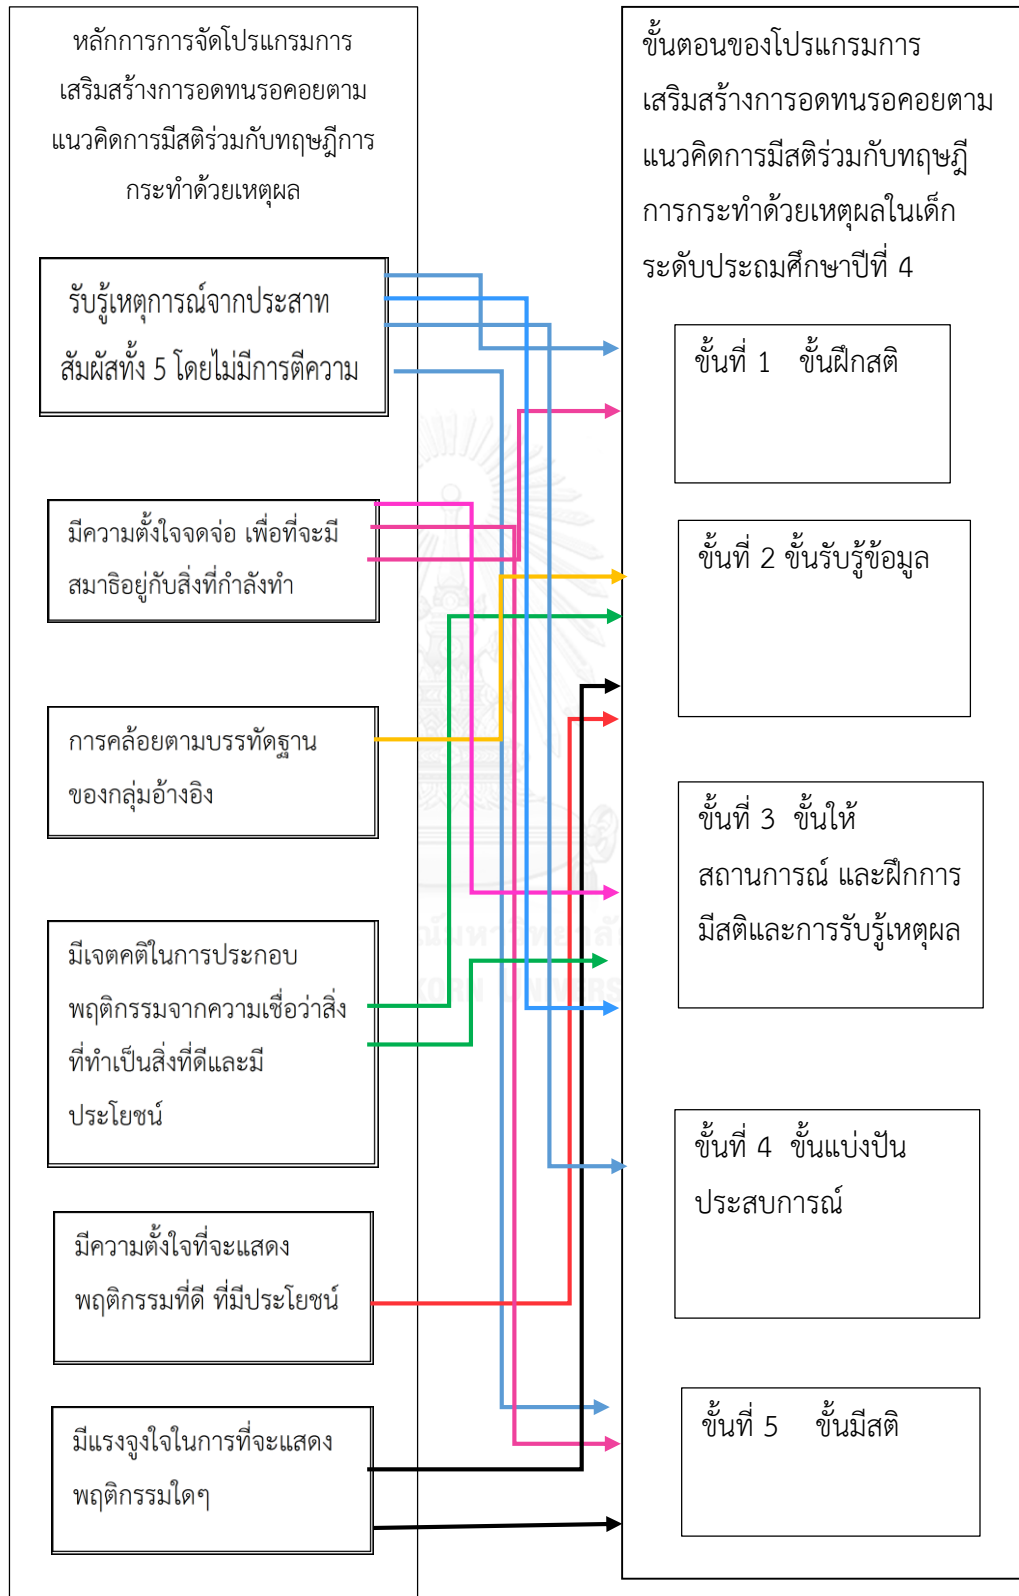 หลักการการจัดโปรแกรมการ
เสริมสร้างการอดทนรอคอยตาม
แนวคิดการมีสติร่วมกับทฤษฎีการ
กระทำด้วยเหตุผล
รับรู้เหตุการณ์จากประสาท
สัมผัสทั้ง 5 โดยไม่มีการตีความ
มีความตั้งใจจดจ่อ เพื่อที่จะมี
สมาธิอยู่กับสิ่งที่กำลังทำ
การคล้อยตามบรรทัดฐาน
ของกลุ่มอ้างอิง
มีเจตคติในการประกอบ
พฤติกรรมจากความเชื่อว่าสิ่ง
ที่ทำเป็นสิ่งที่ดีและมี
ประโยชน์
มีความตั้งใจที่จะแสดง
พฤติกรรมที่ดี ที่มีประโยชน์
มีแรงจูงใจในการที่จะแสดง
พฤติกรรมใดๆ
ขั้นตอนของโปรแกรมการ
เสริมสร้างการอดทนรอคอยตาม
แนวคิดการมีสติร่วมกับทฤษฎี
การกระทำด้วยเหตุผลในเด็ก
ระดับประถมศึกษาปีที่ 4
ขั้นที่ 1 ขั้นฝึกสติ
ขั้นที่ 2 ขั้นรับรู้ข้อมูล
ขั้นที่ 3 ขั้นให้
สถานการณ์ และฝึกการ
มีสติและการรับรู้เหตุผล
ขั้นที่ 4 ขั้นแบ่งปัน
ประสบการณ์
ขั้นที่ 5 ขั้นมีสติ